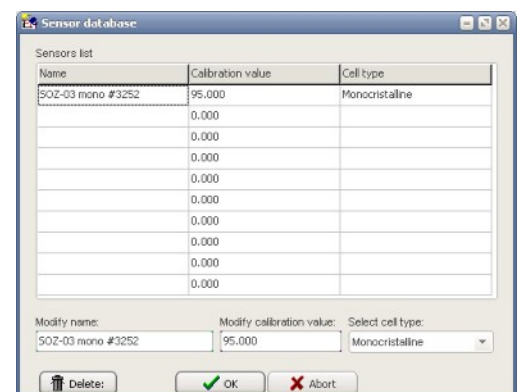 Sensor database
Sensors list
Name Calibration value Cell type
SOZ-03 mono #3252 95.000 Monocristalline
0.000
0.000
0.000
0.000
0.000
0.000
0.000
0.000
0.000
Modify name: Modify calibration value: Select cell type:
SOZ-03 mono #3252 95.000 Monocristalline
Delete: OK Abort